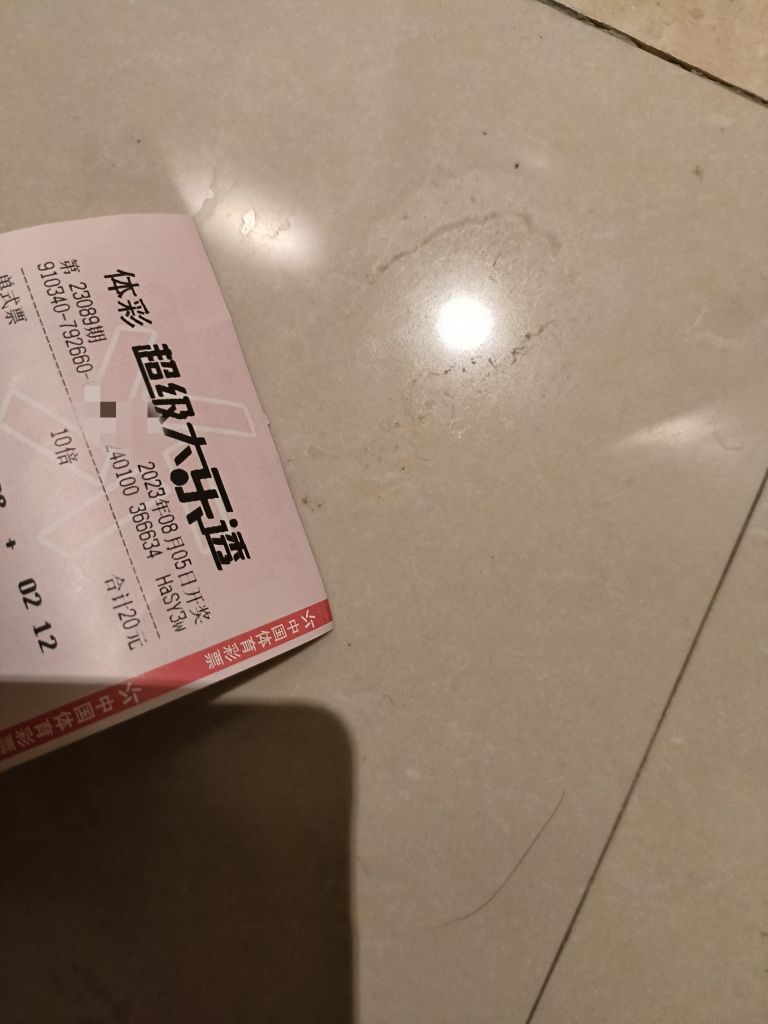 体彩 超级大乐透
第 23089期
2023年08月05日开奖
910340-792660-
40100 366634 HaSY3w
单式票
10倍
合计20元
+ 02 12
中国体育彩票
中国体育彩票